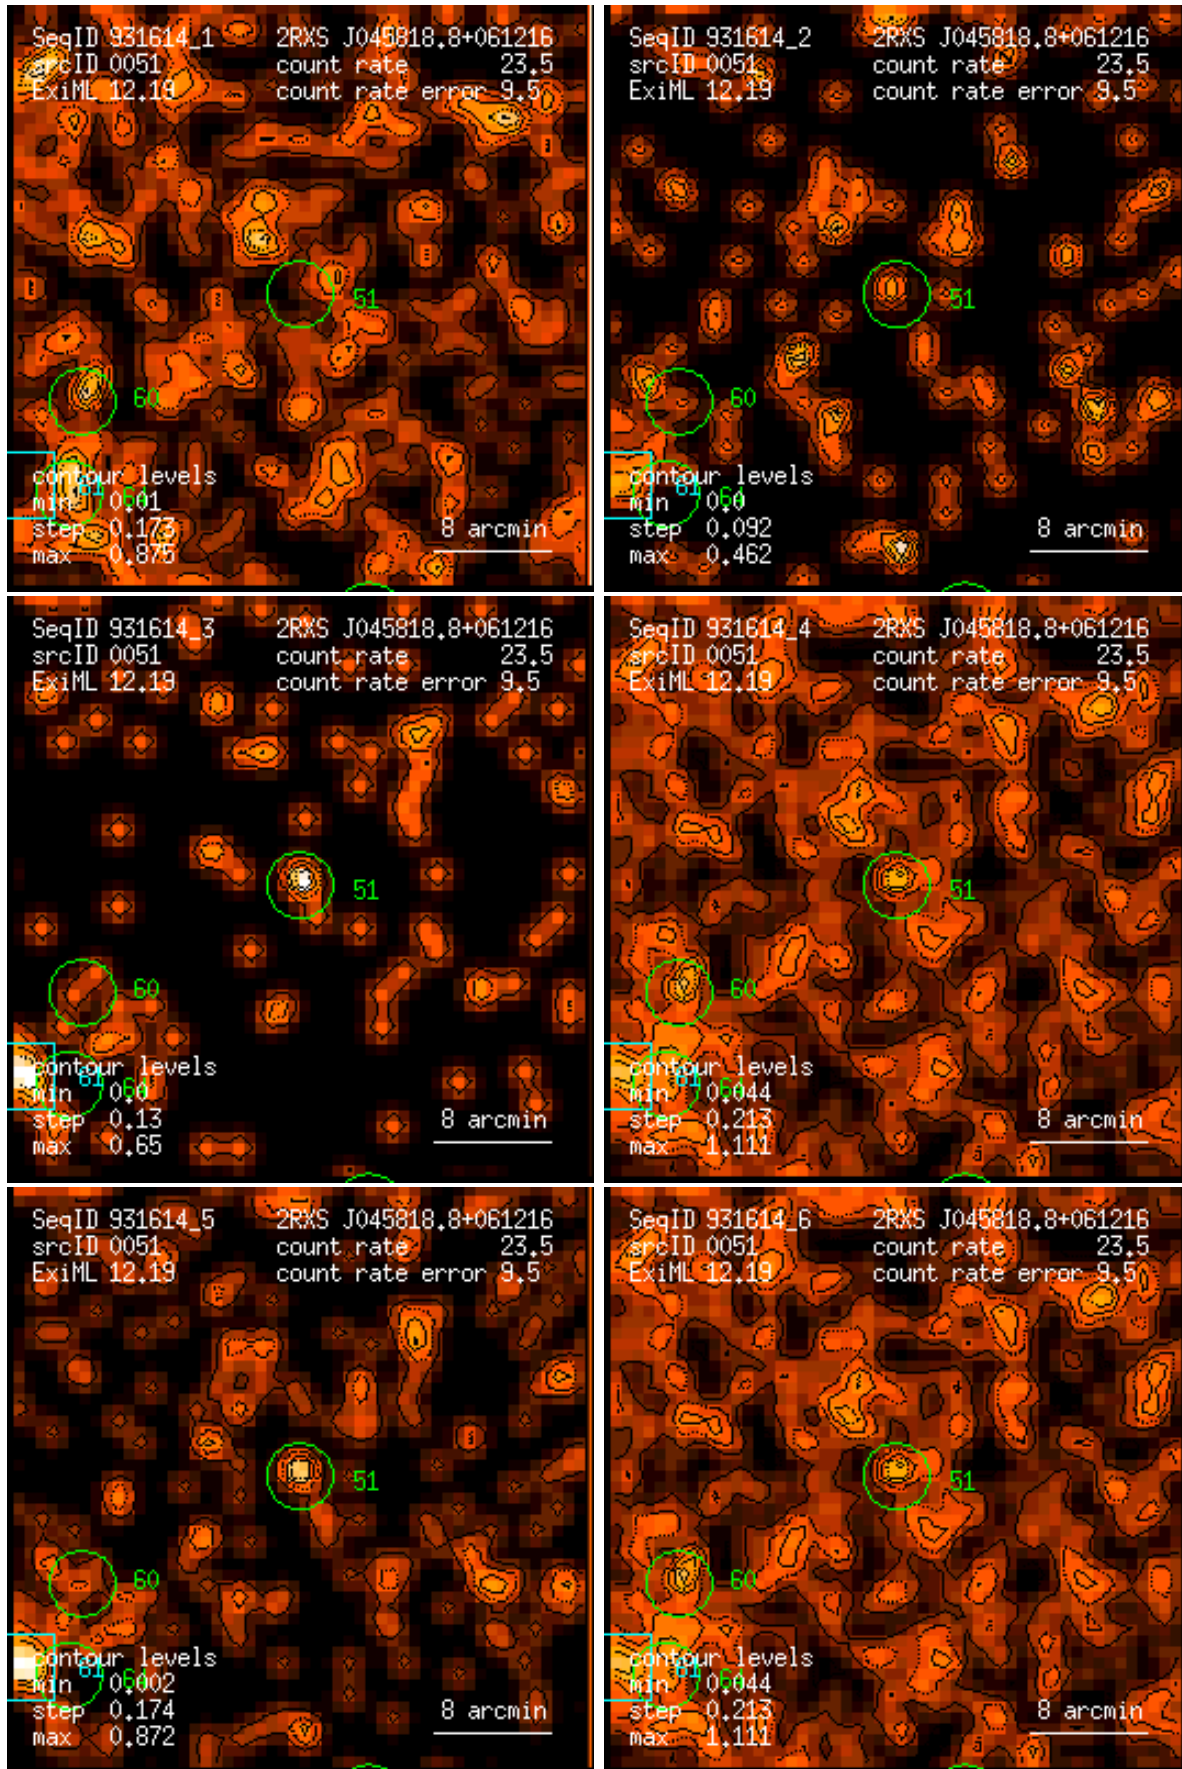 SeqID 931614_1 2RXS J045818.8+061216
srcID 0051 count rate 23.5
ExiML 12.19 count rate error 9.5
51
60
contour levels
61
min 0.01
step 0.173
8 arcmin
max 0.875
SeqID 931614_2 2RXS J045818.8+061216
srcID 0051 count rate 23.5
ExiML 12.19 count rate error 9.5
51
60
contour levels
61
min 0.0
step 0.092
8 arcmin
max 0.462
SeqID 931614_3 2RXS J045818.8+061216
srcID 0051 count rate 23.5
ExiML 12.19 count rate error 9.5
51
60
contour levels
61
min 0.0
step 0.13
8 arcmin
max 0.65
SeqID 931614_4 2RXS J045818.8+061216
srcID 0051 count rate 23.5
ExiML 12.19 count rate error 9.5
51
60
contour levels
61
min 0.044
step 0.213
8 arcmin
max 1.111
SeqID 931614_5 2RXS J045818.8+061216
srcID 0051 count rate 23.5
ExiML 12.19 count rate error 9.5
51
60
contour levels
61
min 0.002
step 0.174
8 arcmin
max 0.872
SeqID 931614_6 2RXS J045818.8+061216
srcID 0051 count rate 23.5
ExiML 12.19 count rate error 9.5
51
60
contour levels
61
min 0.044
step 0.213
8 arcmin
max 1.111